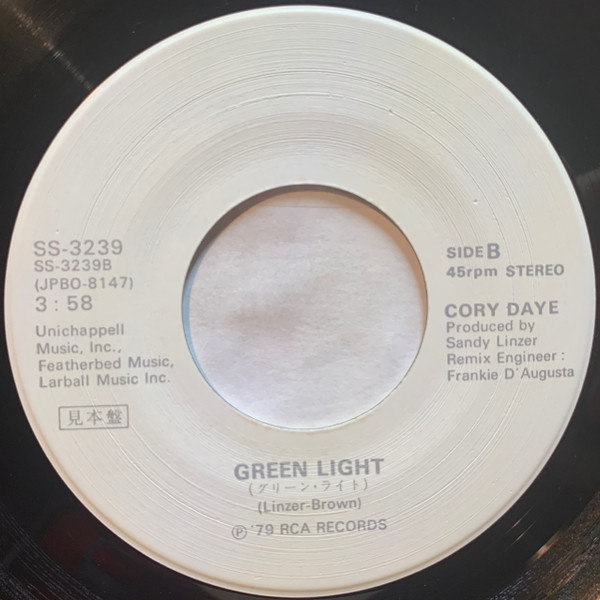 SS-3239
SS-3239B
(JPBO-8147)
3 : 58
Unichappell
Music, Inc.,
Featherbed Music,
Larball Music Inc.
見本盤
SIDE B
45rpm STEREO
CORY DAYE
Produced by
Sandy Linzer
Remix Engineer :
Frankie D'Augusta
GREEN LIGHT
(グリーン・ライト)
(Linzer-Brown)
Ⓟ '79 RCA RECORDS